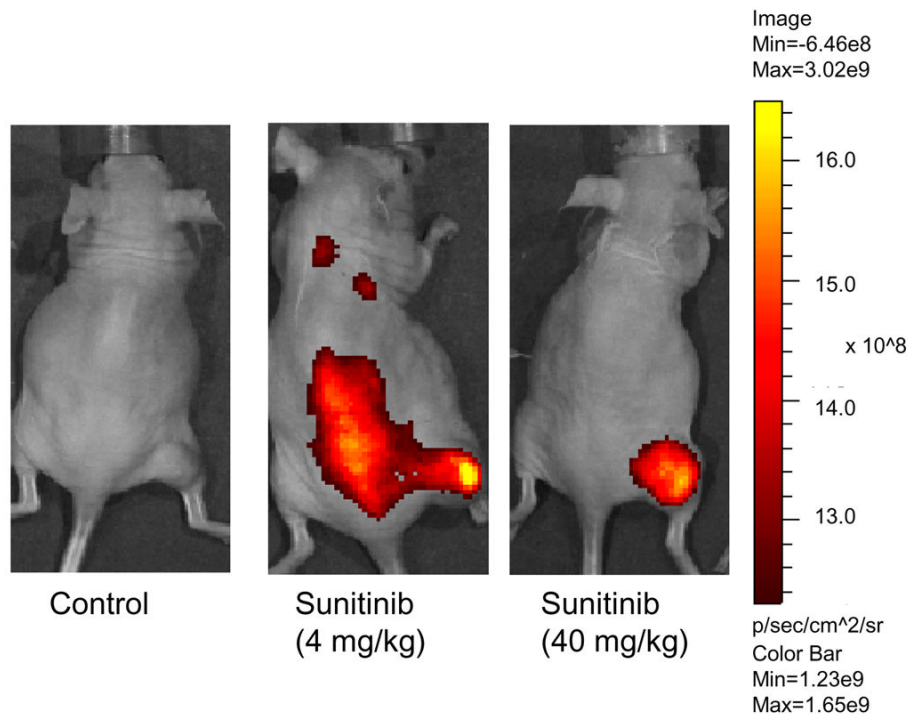 Image
Min=-6.46e8
Max=3.02e9
16.0
15.0
x 10^8
14.0
13.0
p/sec/cm^2/sr
Color Bar
Min=1.23e9
Max=1.65e9
Control
Sunitinib
(4 mg/kg)
Sunitinib
(40 mg/kg)